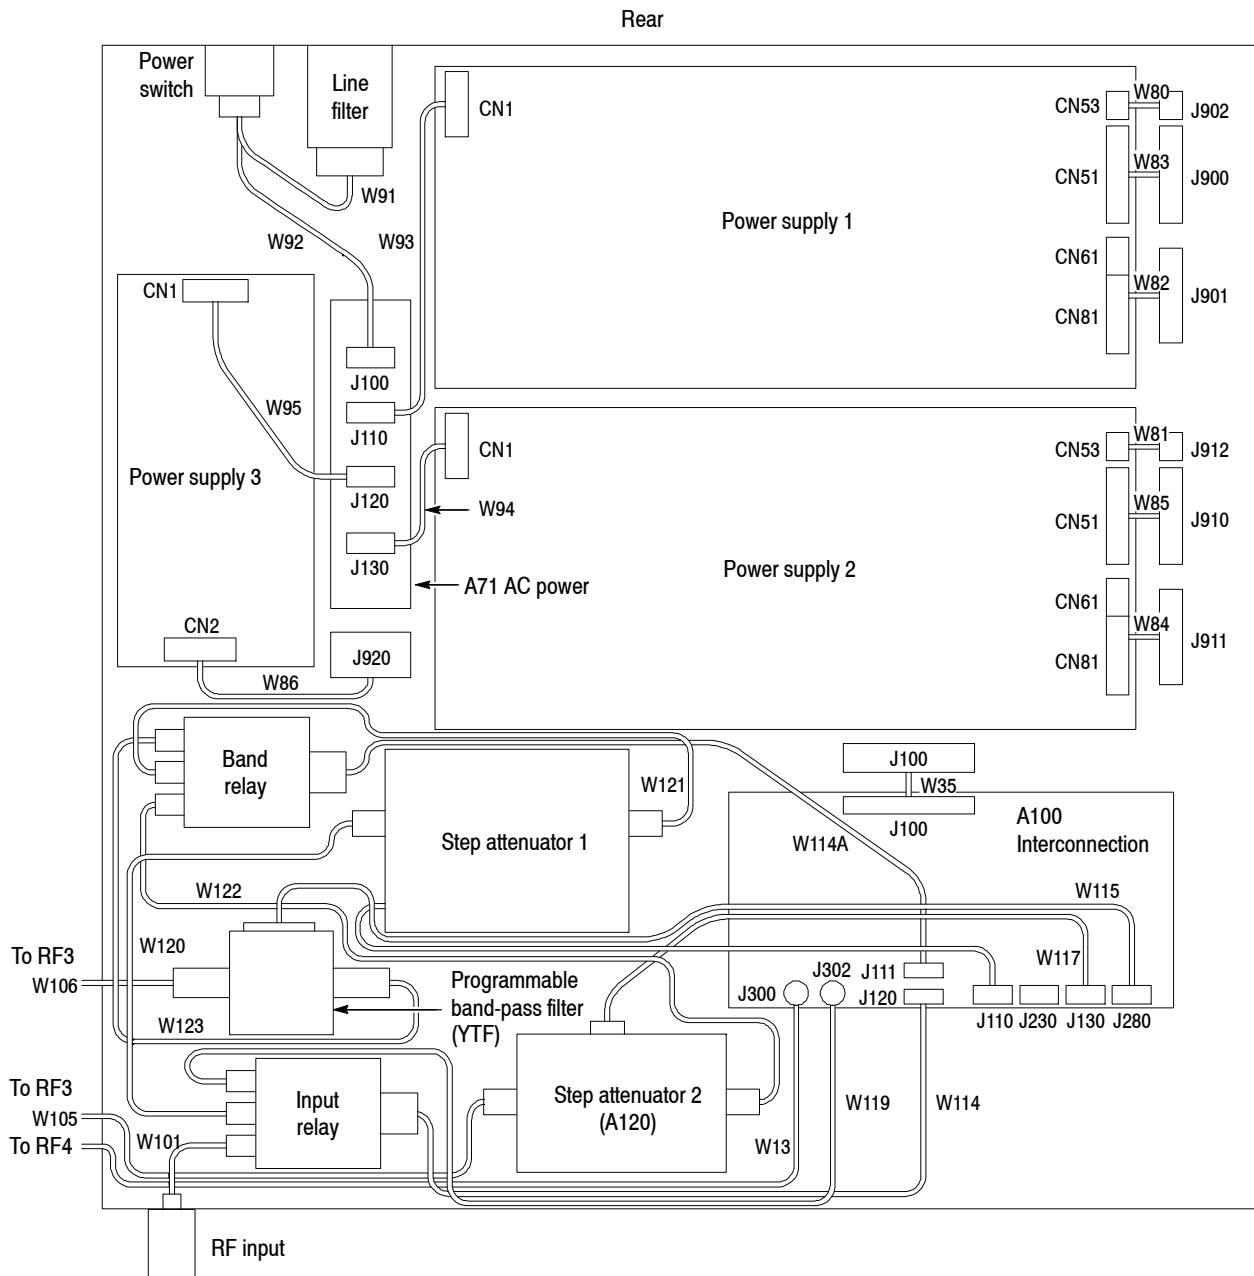 Rear
Power
switch
Line
filter
CN1
CN53
W80
J902
W91
CN51
W83
J900
W92
W93
Power supply 1
CN61
W82
J901
CN81
CN1
J100
W95
J110
CN1
CN53
W81
J912
Power supply 3
J120
W94
CN51
W85
J910
J130
A71 AC power
Power supply 2
CN61
W84
J911
CN81
CN2
J920
W86
Band
relay
W121
J100
W35
J100
A100
Interconnection
Step attenuator 1
W114A
W122
W115
W120
W117
To RF3
W106
Programmable
band-pass filter
(YTF)
J302
J111
J300
J120
W123
J110
J230
J130
J280
To RF3
W105
To RF4
W101
Input
relay
Step attenuator 2
(A120)
W13
W119
W114
RF input